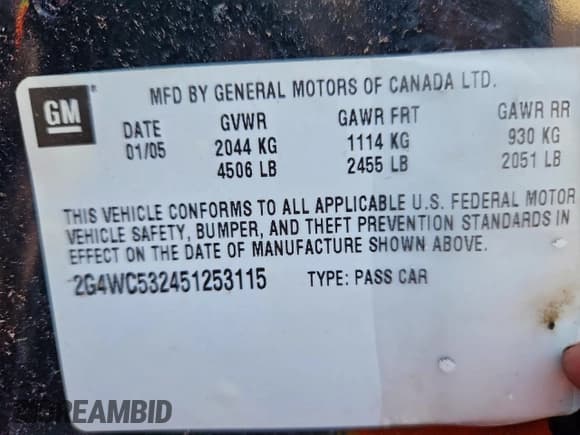 GM ®
MFD BY GENERAL MOTORS OF CANADA LTD.
DATE GVWR GAWR FRT GAWR RR
01/05 2044 KG 1114 KG 930 KG
4506 LB 2455 LB 2051 LB
THIS VEHICLE CONFORMS TO ALL APPLICABLE U.S. FEDERAL MOTOR
VEHICLE SAFETY, BUMPER, AND THEFT PREVENTION STANDARDS IN
EFFECT ON THE DATE OF MANUFACTURE SHOWN ABOVE.
2G4WC532451253115 TYPE: PASS CAR
DREAMBID